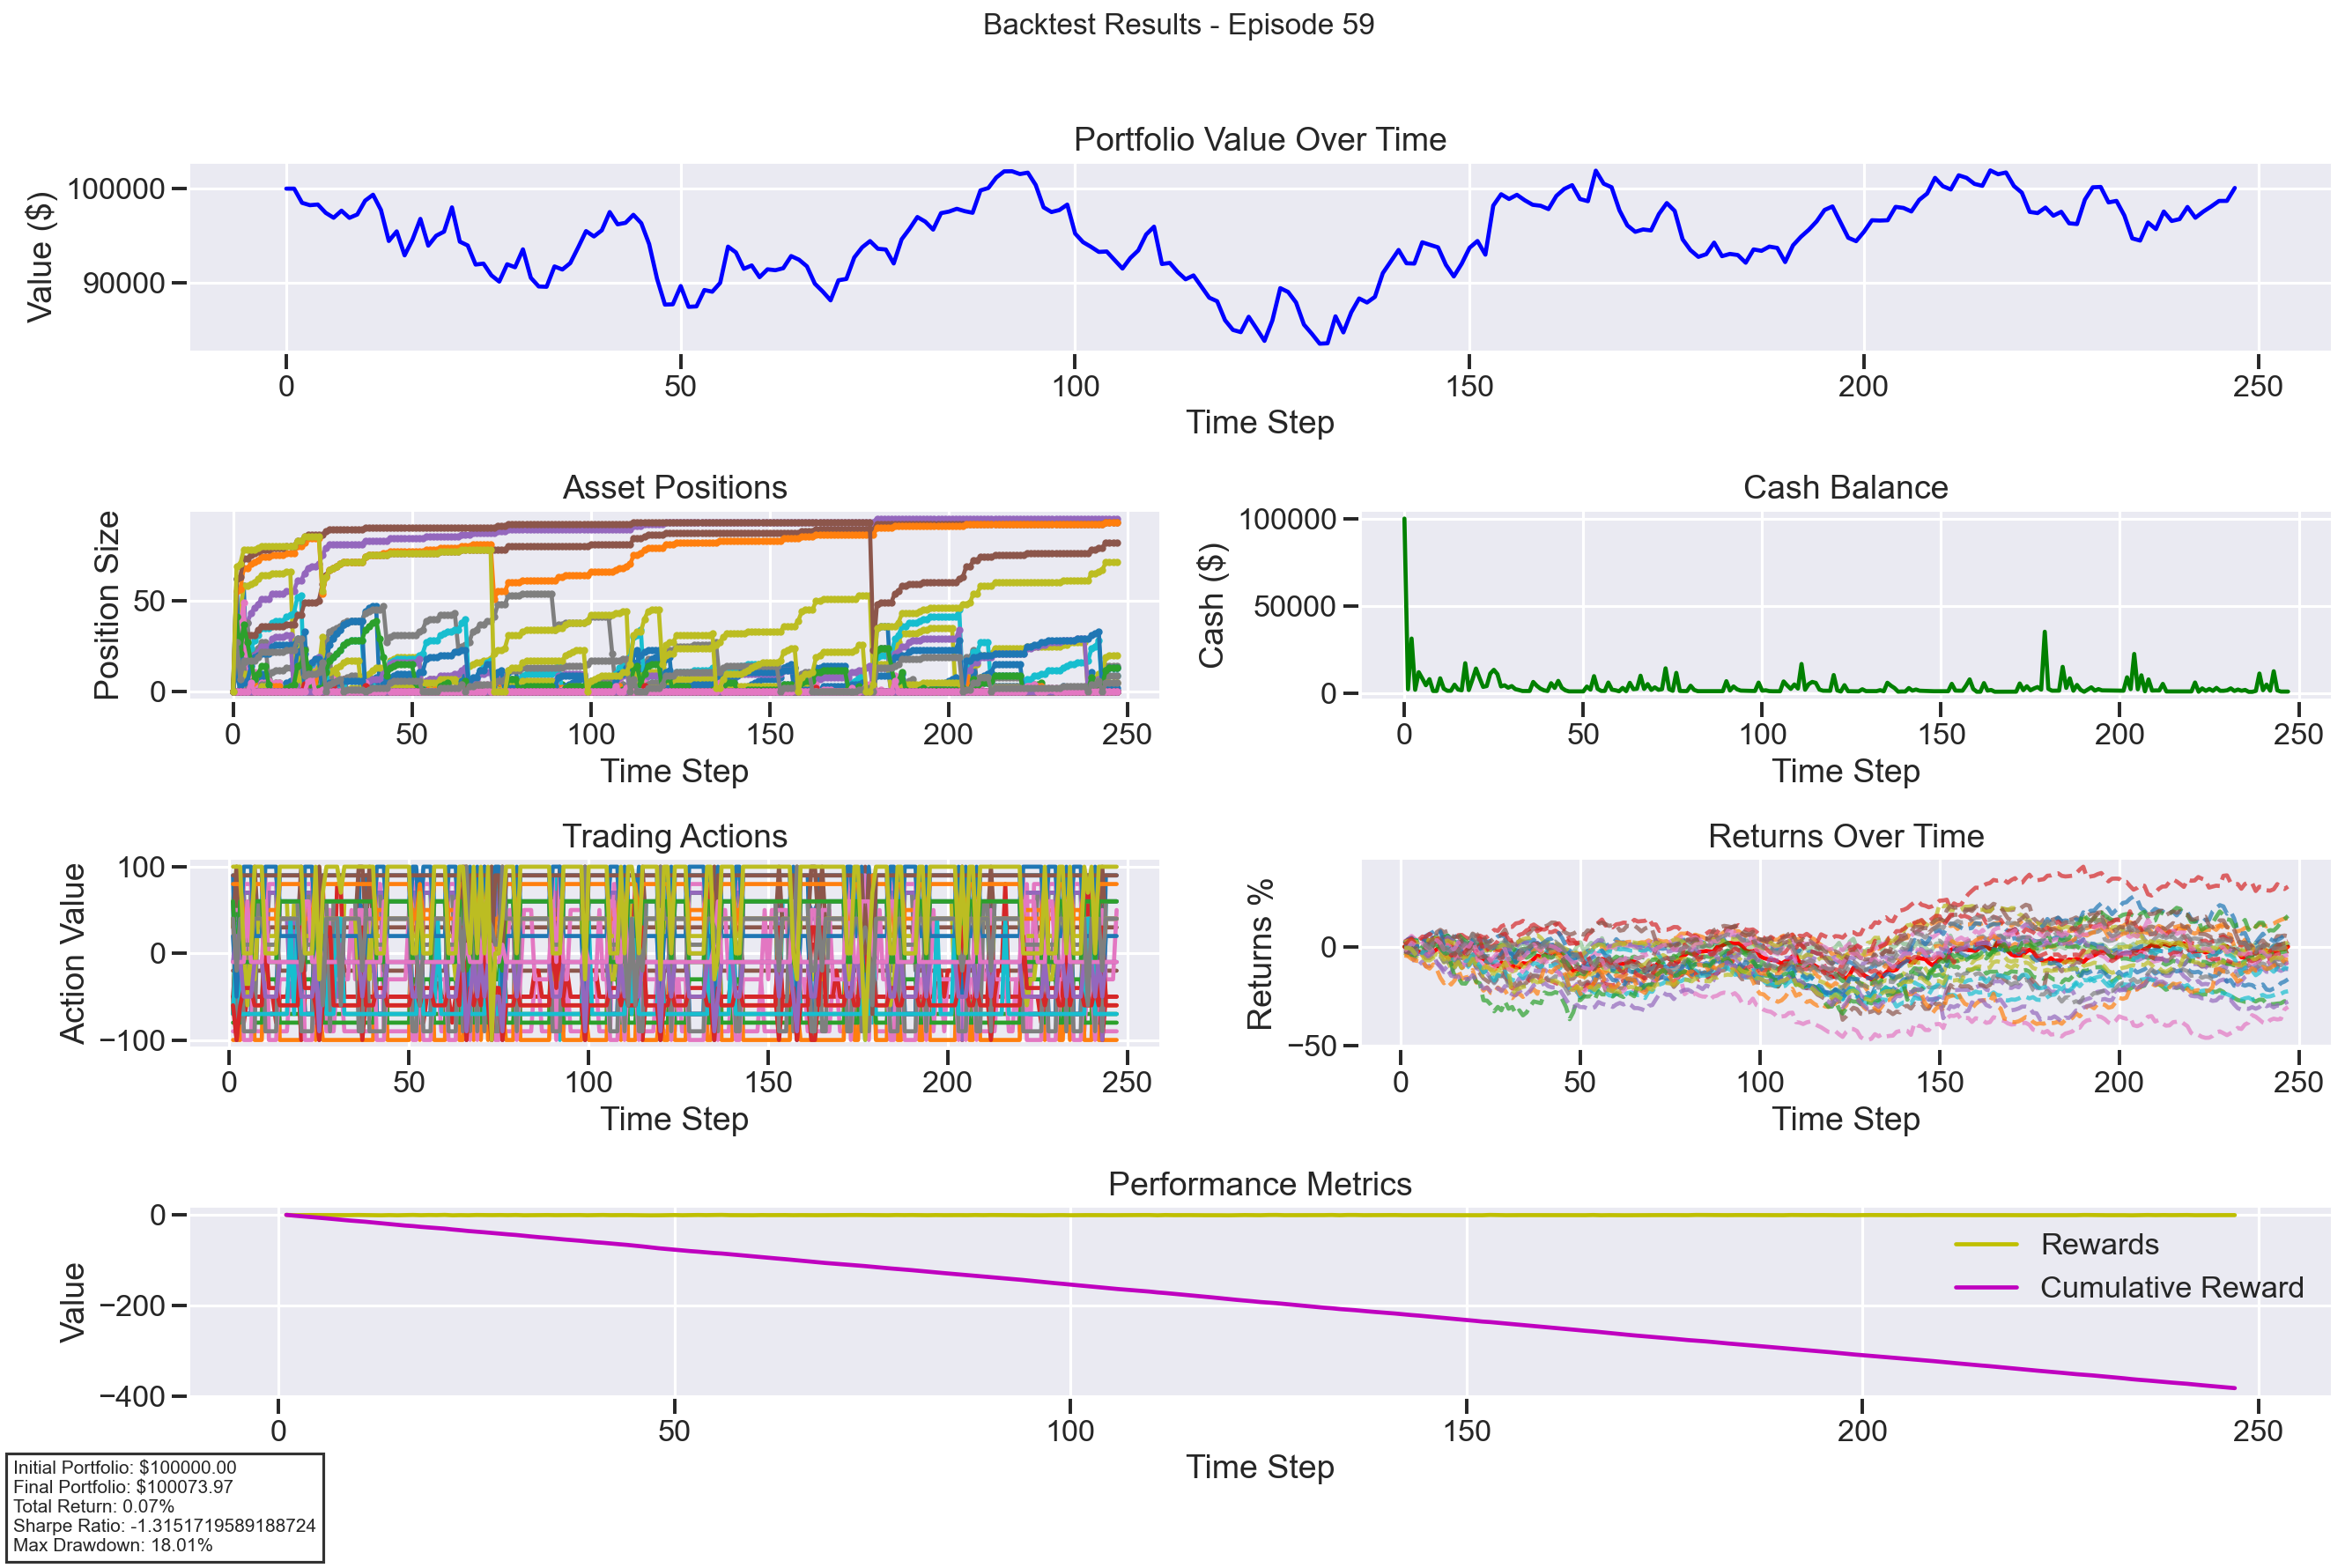 Backtest Results - Episode 59
Portfolio Value Over Time
Value ($)
100000
90000
0 50 100 150 200 250
Time Step
Asset Positions
Position Size
50
0
0 50 100 150 200 250
Time Step
Cash Balance
Cash ($)
100000
50000
0
0 50 100 150 200 250
Time Step
Trading Actions
Action Value
100
0
−100
0 50 100 150 200 250
Time Step
Returns Over Time
Returns %
0
−50
0 50 100 150 200 250
Time Step
Performance Metrics
Value
0
−200
−400
Rewards
Cumulative Reward
0 50 100 150 200 250
Time Step
Initial Portfolio: $100000.00
Final Portfolio: $100073.97
Total Return: 0.07%
Sharpe Ratio: -1.3151719589188724
Max Drawdown: 18.01%